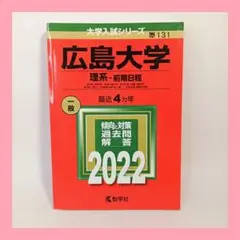 大学入試シリーズ
131
広島大学
理系-前期日程
最近4カ年
一般
傾向と対策
過去問
解答
2022
教学社